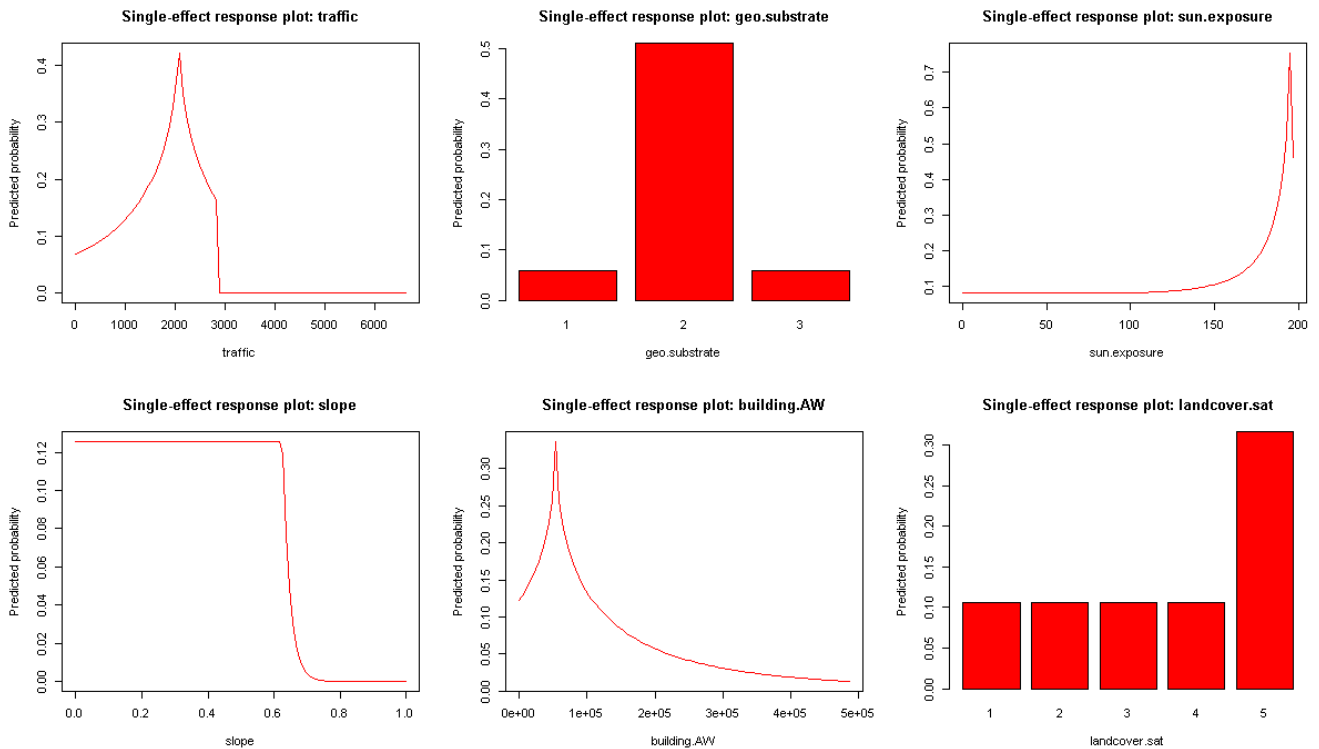 Single-effect response plot: traffic
Predicted probability
0.0 0.1 0.2 0.3 0.4
0 1000 2000 3000 4000 5000 6000
traffic
Single-effect response plot: geo.substrate
Predicted probability
0.0 0.1 0.2 0.3 0.4 0.5
1 2 3
geo.substrate
Single-effect response plot: sun.exposure
Predicted probability
0.1 0.2 0.3 0.4 0.5 0.6 0.7
0 50 100 150 200
sun.exposure
Single-effect response plot: slope
Predicted probability
0.00 0.02 0.04 0.06 0.08 0.10 0.12
0.0 0.2 0.4 0.6 0.8 1.0
slope
Single-effect response plot: building.AW
Predicted probability
0.00 0.05 0.10 0.15 0.20 0.25 0.30
0e+00 1e+05 2e+05 3e+05 4e+05 5e+05
building.AW
Single-effect response plot: landcover.sat
Predicted probability
0.00 0.05 0.10 0.15 0.20 0.25 0.30
1 2 3 4 5
landcover.sat